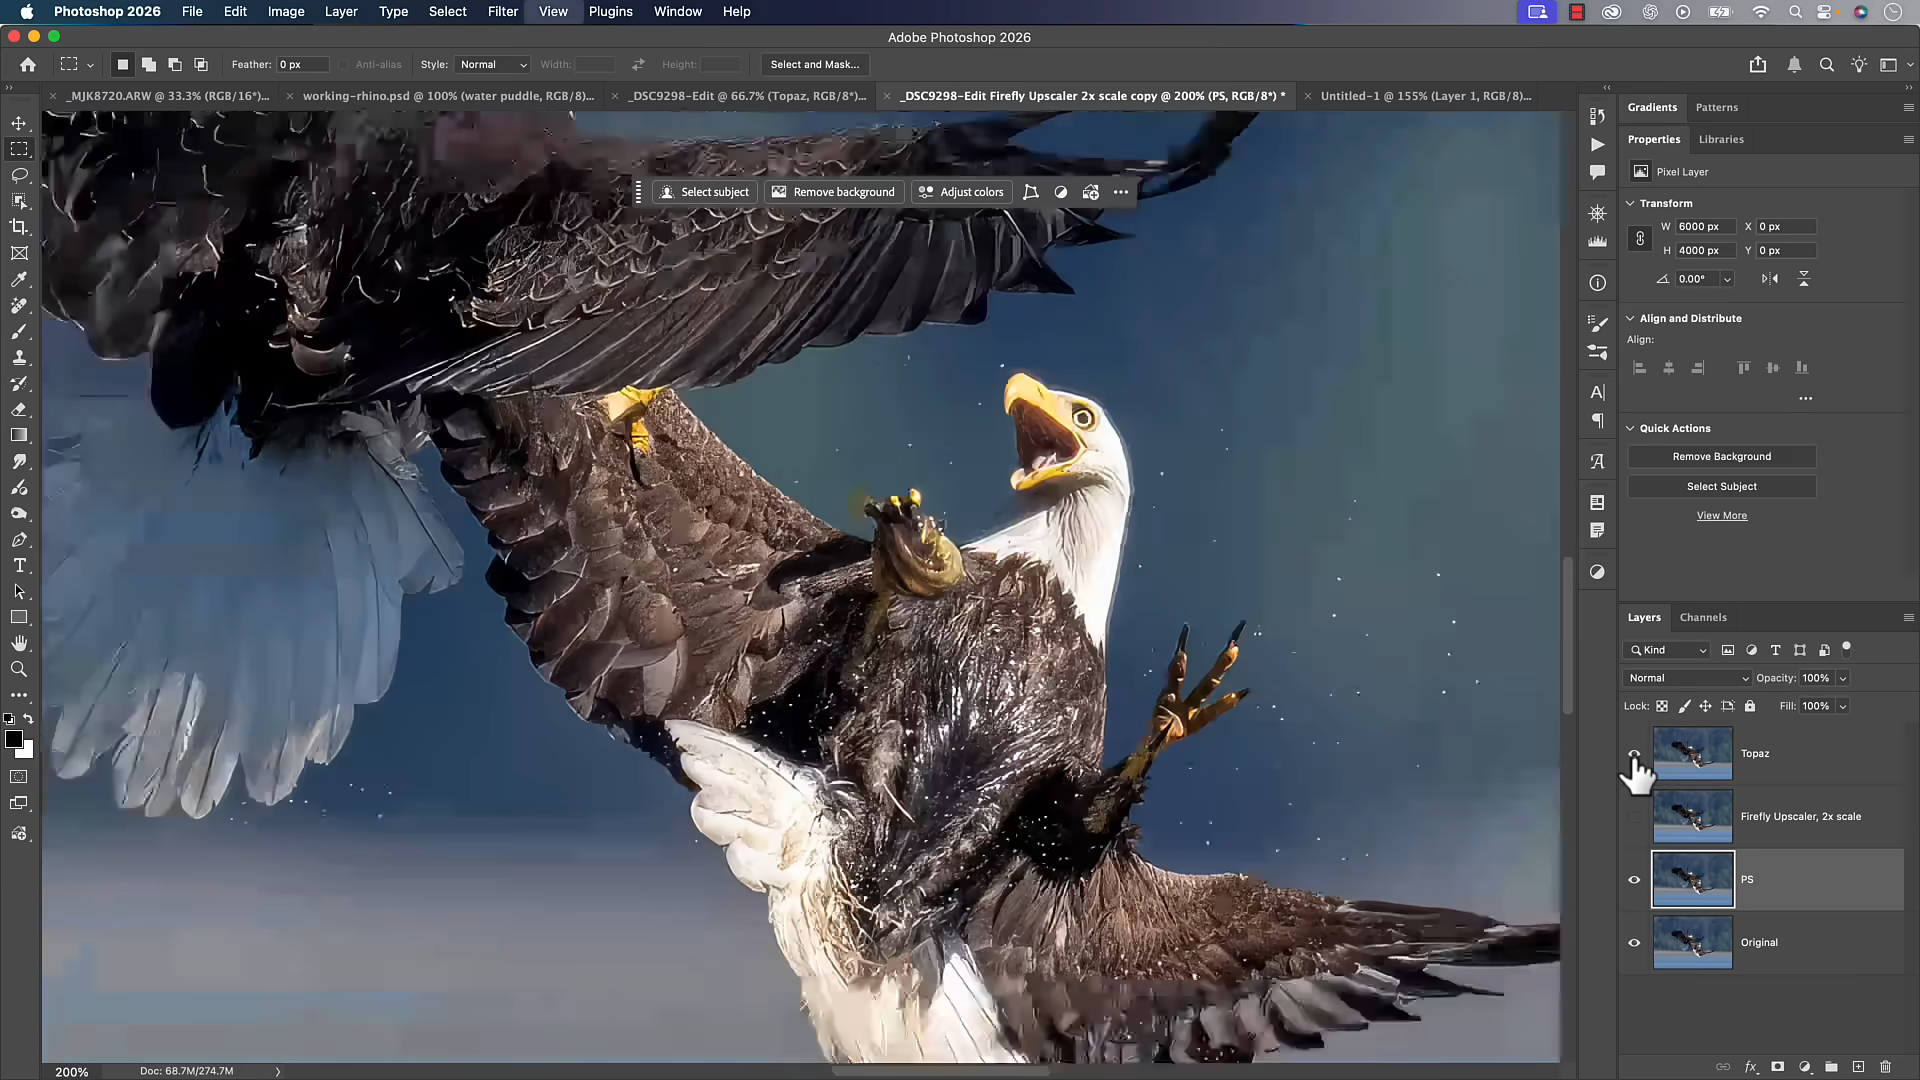 Photoshop 2026 File Edit Image Layer Type Select Filter View Plugins Window Help
Adobe Photoshop 2026
Feather: 0 px Anti-alias Style: Normal Width: Height: Select and Mask...
_MJK8720.ARW @ 33.3% (RGB/16*)... working-rhino.psd @ 100% (water puddle, RGB/8)... _DSC9298-Edit @ 66.7% (Topaz, RGB/8*)... _DSC9298-Edit Firefly Upscaler 2x scale copy @ 200% (PS, RGB/8*) * Untitled-1 @ 155% (Layer 1, RGB/8)...
Gradients Patterns
Properties Libraries
Pixel Layer
Select subject Remove background Adjust colors
Transform
W 6000 px X 0 px
H 4000 px Y 0 px
0.00°
Align and Distribute
Align:
Quick Actions
Remove Background
Select Subject
View More
Layers Channels
Kind
Normal Opacity: 100%
Lock: Fill: 100%
Topaz
Firefly Upscaler, 2x scale
PS
Original
200% Doc: 68.7M/274.7M